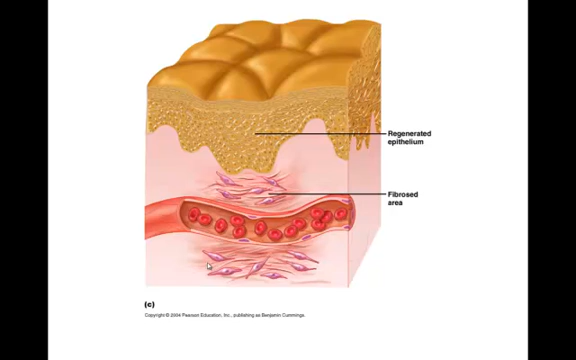 Regenerated
epithelium
Fibrosed
area
(c)
Copyright © 2004 Pearson Education, Inc., publishing as Benjamin Cummings.